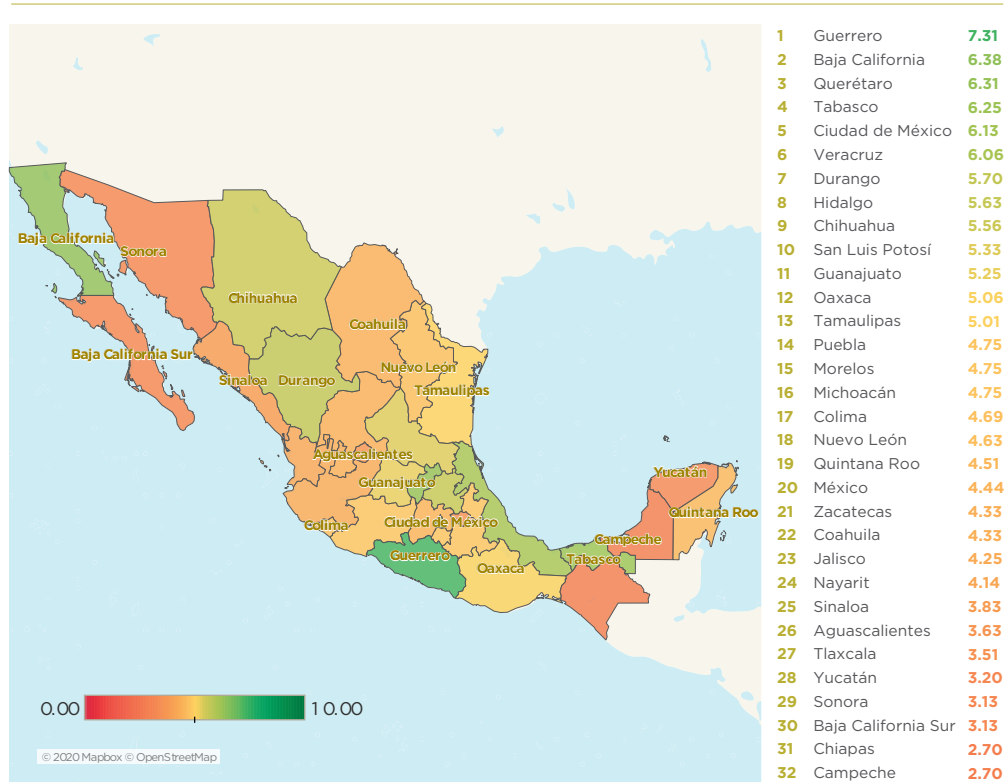 1 Guerrero 7.31
2 Baja California 6.38
3 Querétaro 6.31
4 Tabasco 6.25
5 Ciudad de México 6.13
6 Veracruz 6.06
7 Durango 5.70
8 Hidalgo 5.63
9 Chihuahua 5.56
10 San Luis Potosí 5.33
11 Guanajuato 5.25
12 Oaxaca 5.06
13 Tamaulipas 5.01
14 Puebla 4.75
15 Morelos 4.75
16 Michoacán 4.75
17 Colima 4.69
18 Nuevo León 4.63
19 Quintana Roo 4.51
20 México 4.44
21 Zacatecas 4.33
22 Coahuila 4.33
23 Jalisco 4.25
24 Nayarit 4.14
25 Sinaloa 3.83
26 Aguascalientes 3.63
27 Tlaxcala 3.51
28 Yucatán 3.20
29 Sonora 3.13
30 Baja California Sur 3.13
31 Chiapas 2.70
32 Campeche 2.70
Baja California
Sonora
Chihuahua
Coahuila
Baja California Sur
Nuevo León
Sinaloa
Durango
Tamaulipas
Aguascalientes
Yucatán
Guanajuato
Quintana Roo
Colima
Ciudad de México
Campeche
Guerrero
Tabasco
Oaxaca
0.00
10.00
© 2020 Mapbox © OpenStreetMap